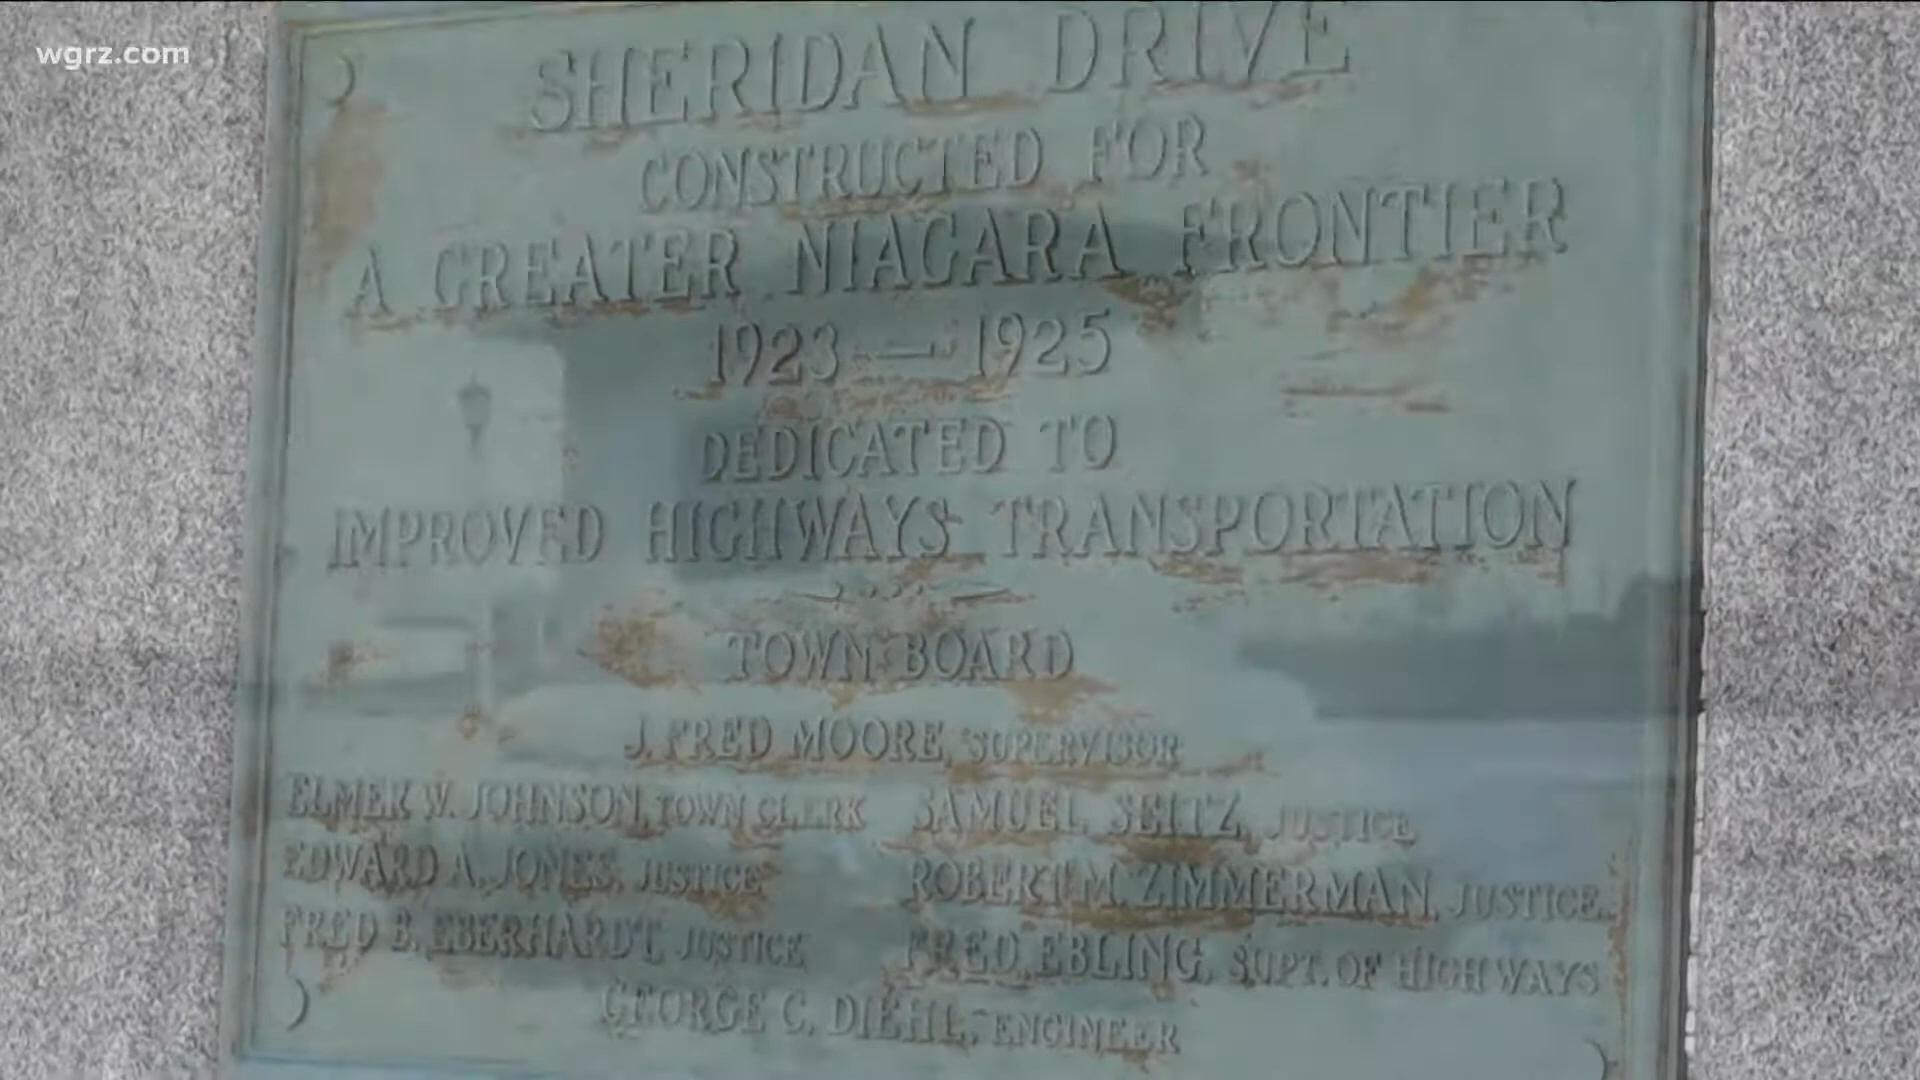 wgrz.com
SHERIDAN DRIVE
CONSTRUCTED FOR
A GREATER NIAGARA FRONTIER
1923 — 1925
DEDICATED TO
IMPROVED HIGHWAYS TRANSPORTATION
TOWN BOARD
J. FRED MOORE, SUPERVISOR
ELMER W. JOHNSON, TOWN CLERK SAMUEL SEITZ, JUSTICE
EDWARD A. JONES, JUSTICE ROBERT M. ZIMMERMAN, JUSTICE
FRED B. EBERHARDT, JUSTICE FRED EBLING, SUPT. OF HIGHWAYS
GEORGE C. DIEHL, ENGINEER